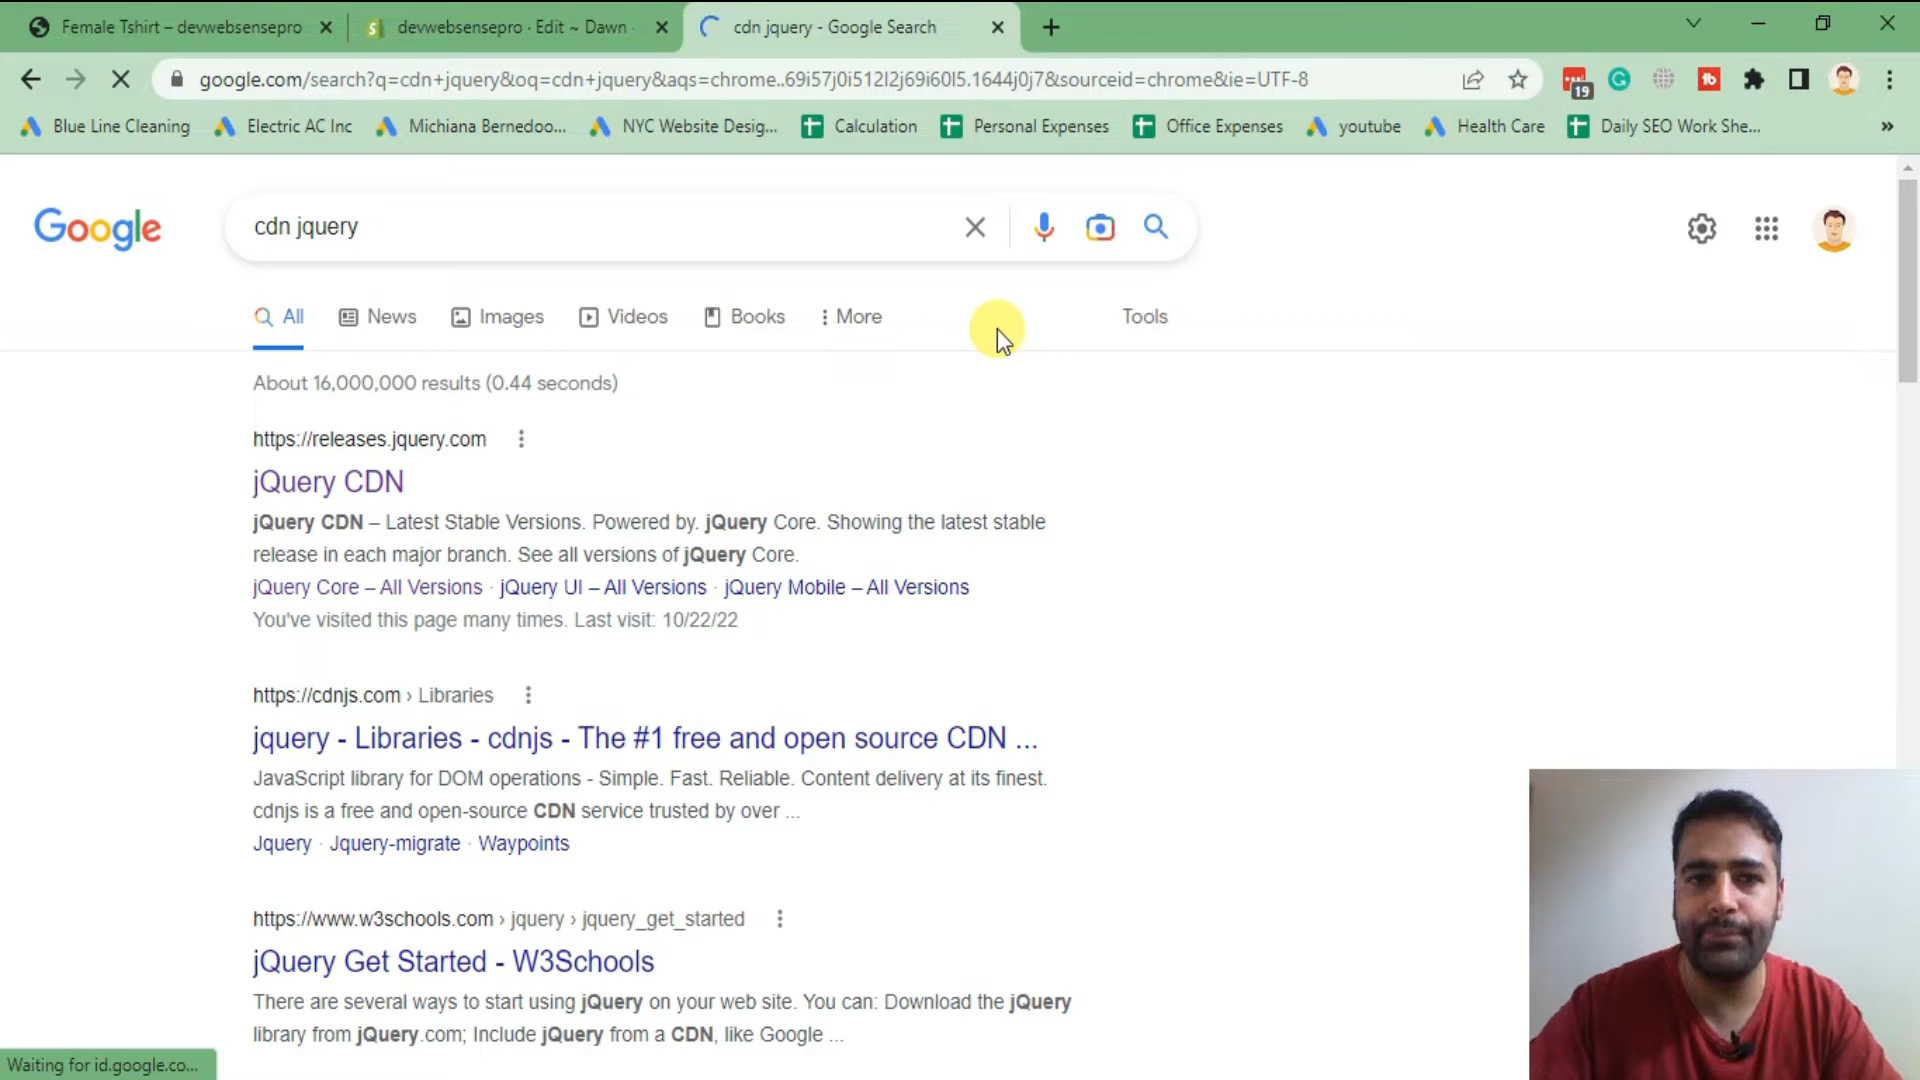 Female Tshirt – devwebsensepro
devwebsensepro · Edit ~ Dawn ·
cdn jquery - Google Search
google.com/search?q=cdn+jquery&oq=cdn+jquery&aqs=chrome..69i57j0i512l2j69i60l5.1644j0j7&sourceid=chrome&ie=UTF-8
19
Blue Line Cleaning
Electric AC Inc
Michiana Bernedoo...
NYC Website Desig...
Calculation
Personal Expenses
Office Expenses
youtube
Health Care
Daily SEO Work She...
Google
cdn jquery
All
News
Images
Videos
Books
More
Tools
About 16,000,000 results (0.44 seconds)
https://releases.jquery.com
jQuery CDN
jQuery CDN – Latest Stable Versions. Powered by. jQuery Core. Showing the latest stable
release in each major branch. See all versions of jQuery Core.
jQuery Core – All Versions · jQuery UI – All Versions · jQuery Mobile – All Versions
You've visited this page many times. Last visit: 10/22/22
https://cdnjs.com › Libraries
jquery - Libraries - cdnjs - The #1 free and open source CDN ...
JavaScript library for DOM operations - Simple. Fast. Reliable. Content delivery at its finest.
cdnjs is a free and open-source CDN service trusted by over ...
Jquery · Jquery-migrate · Waypoints
https://www.w3schools.com › jquery › jquery_get_started
jQuery Get Started - W3Schools
There are several ways to start using jQuery on your web site. You can: Download the jQuery
library from jQuery.com; Include jQuery from a CDN, like Google ...
Waiting for id.google.co...